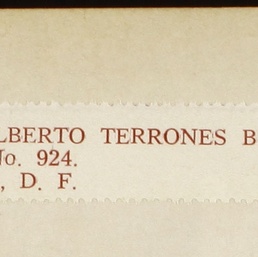 LBERTO TERRONES B
No. 924.
, D. F.